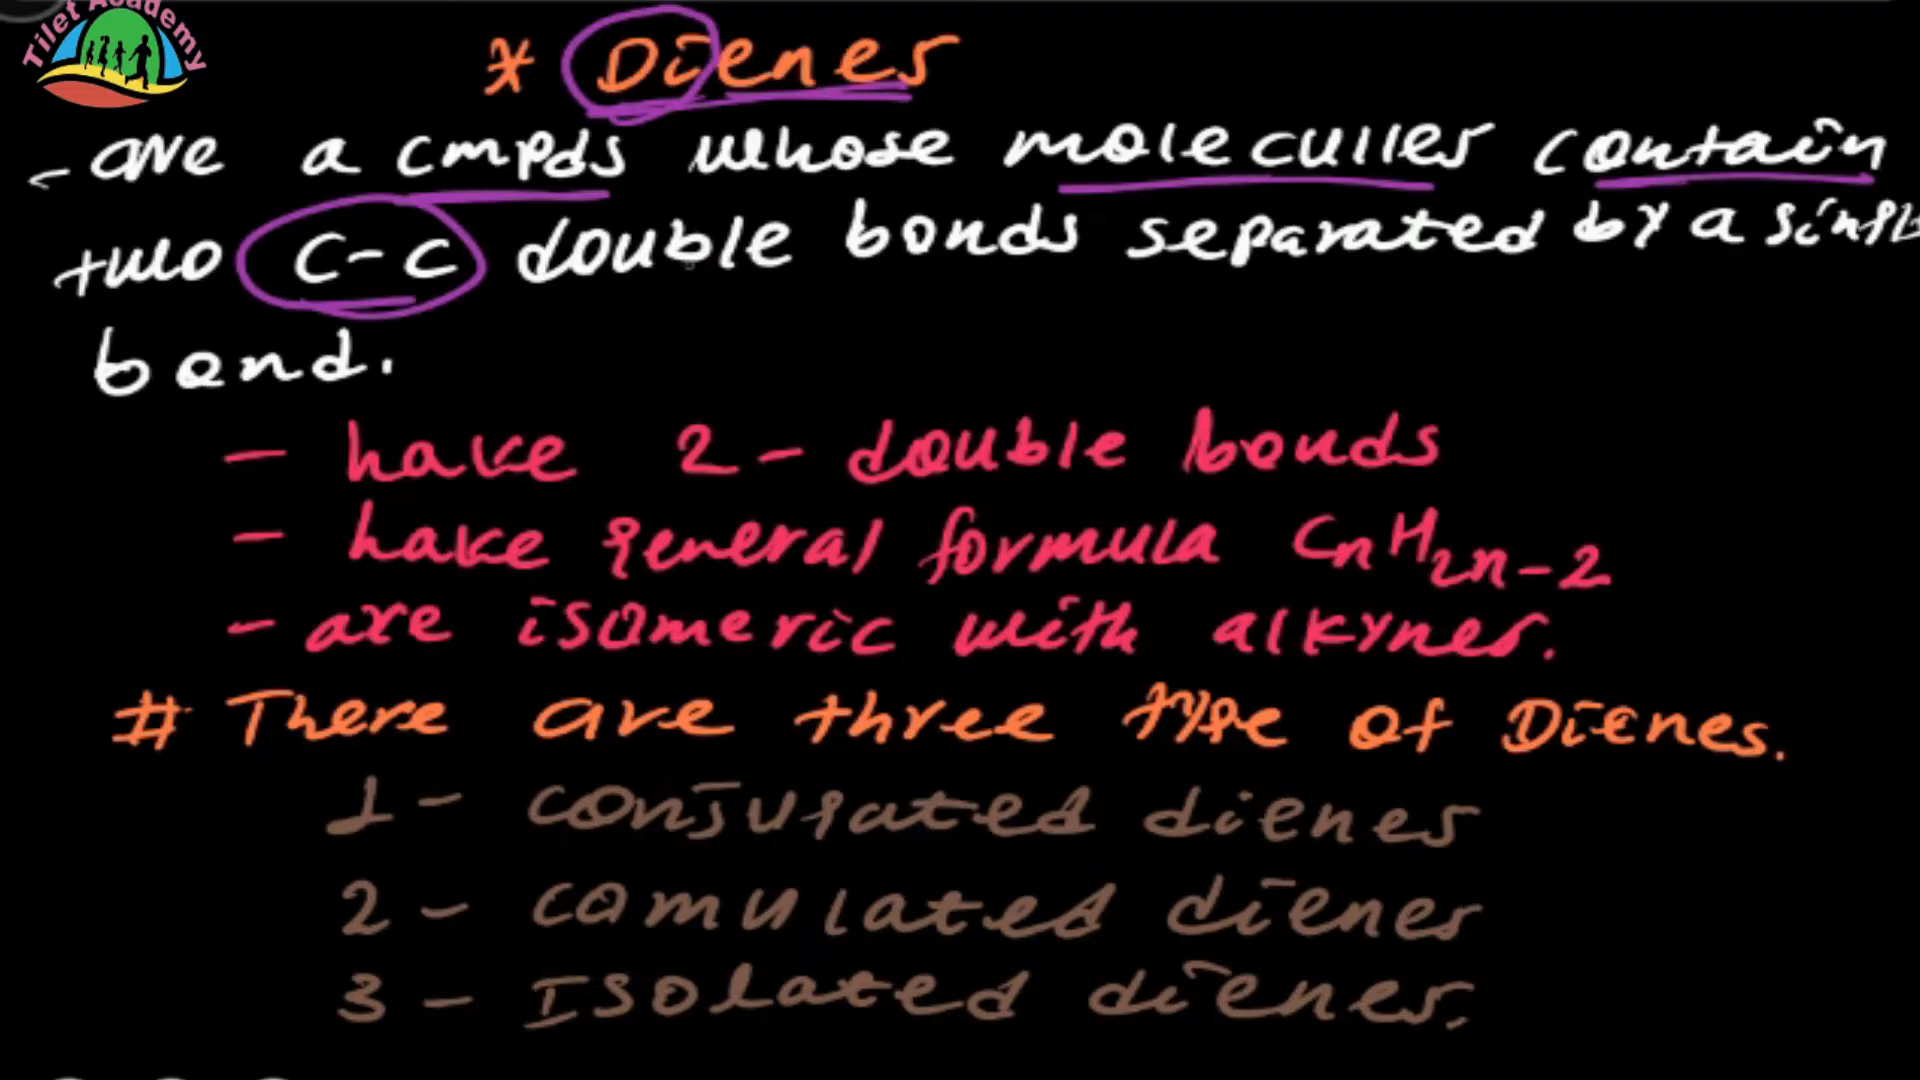 Tilet Academy
* Dienes
- are a cmpds whose moleculles contain
two C-C double bonds separated by a singl
bond.
- have 2 - double bonds
- have general formula CnH2n-2
- are isomeric with alkynes.
# There are three type of Dienes.
1 - conjugated dienes
2 - comulated dienes
3 - Isolated dienes.